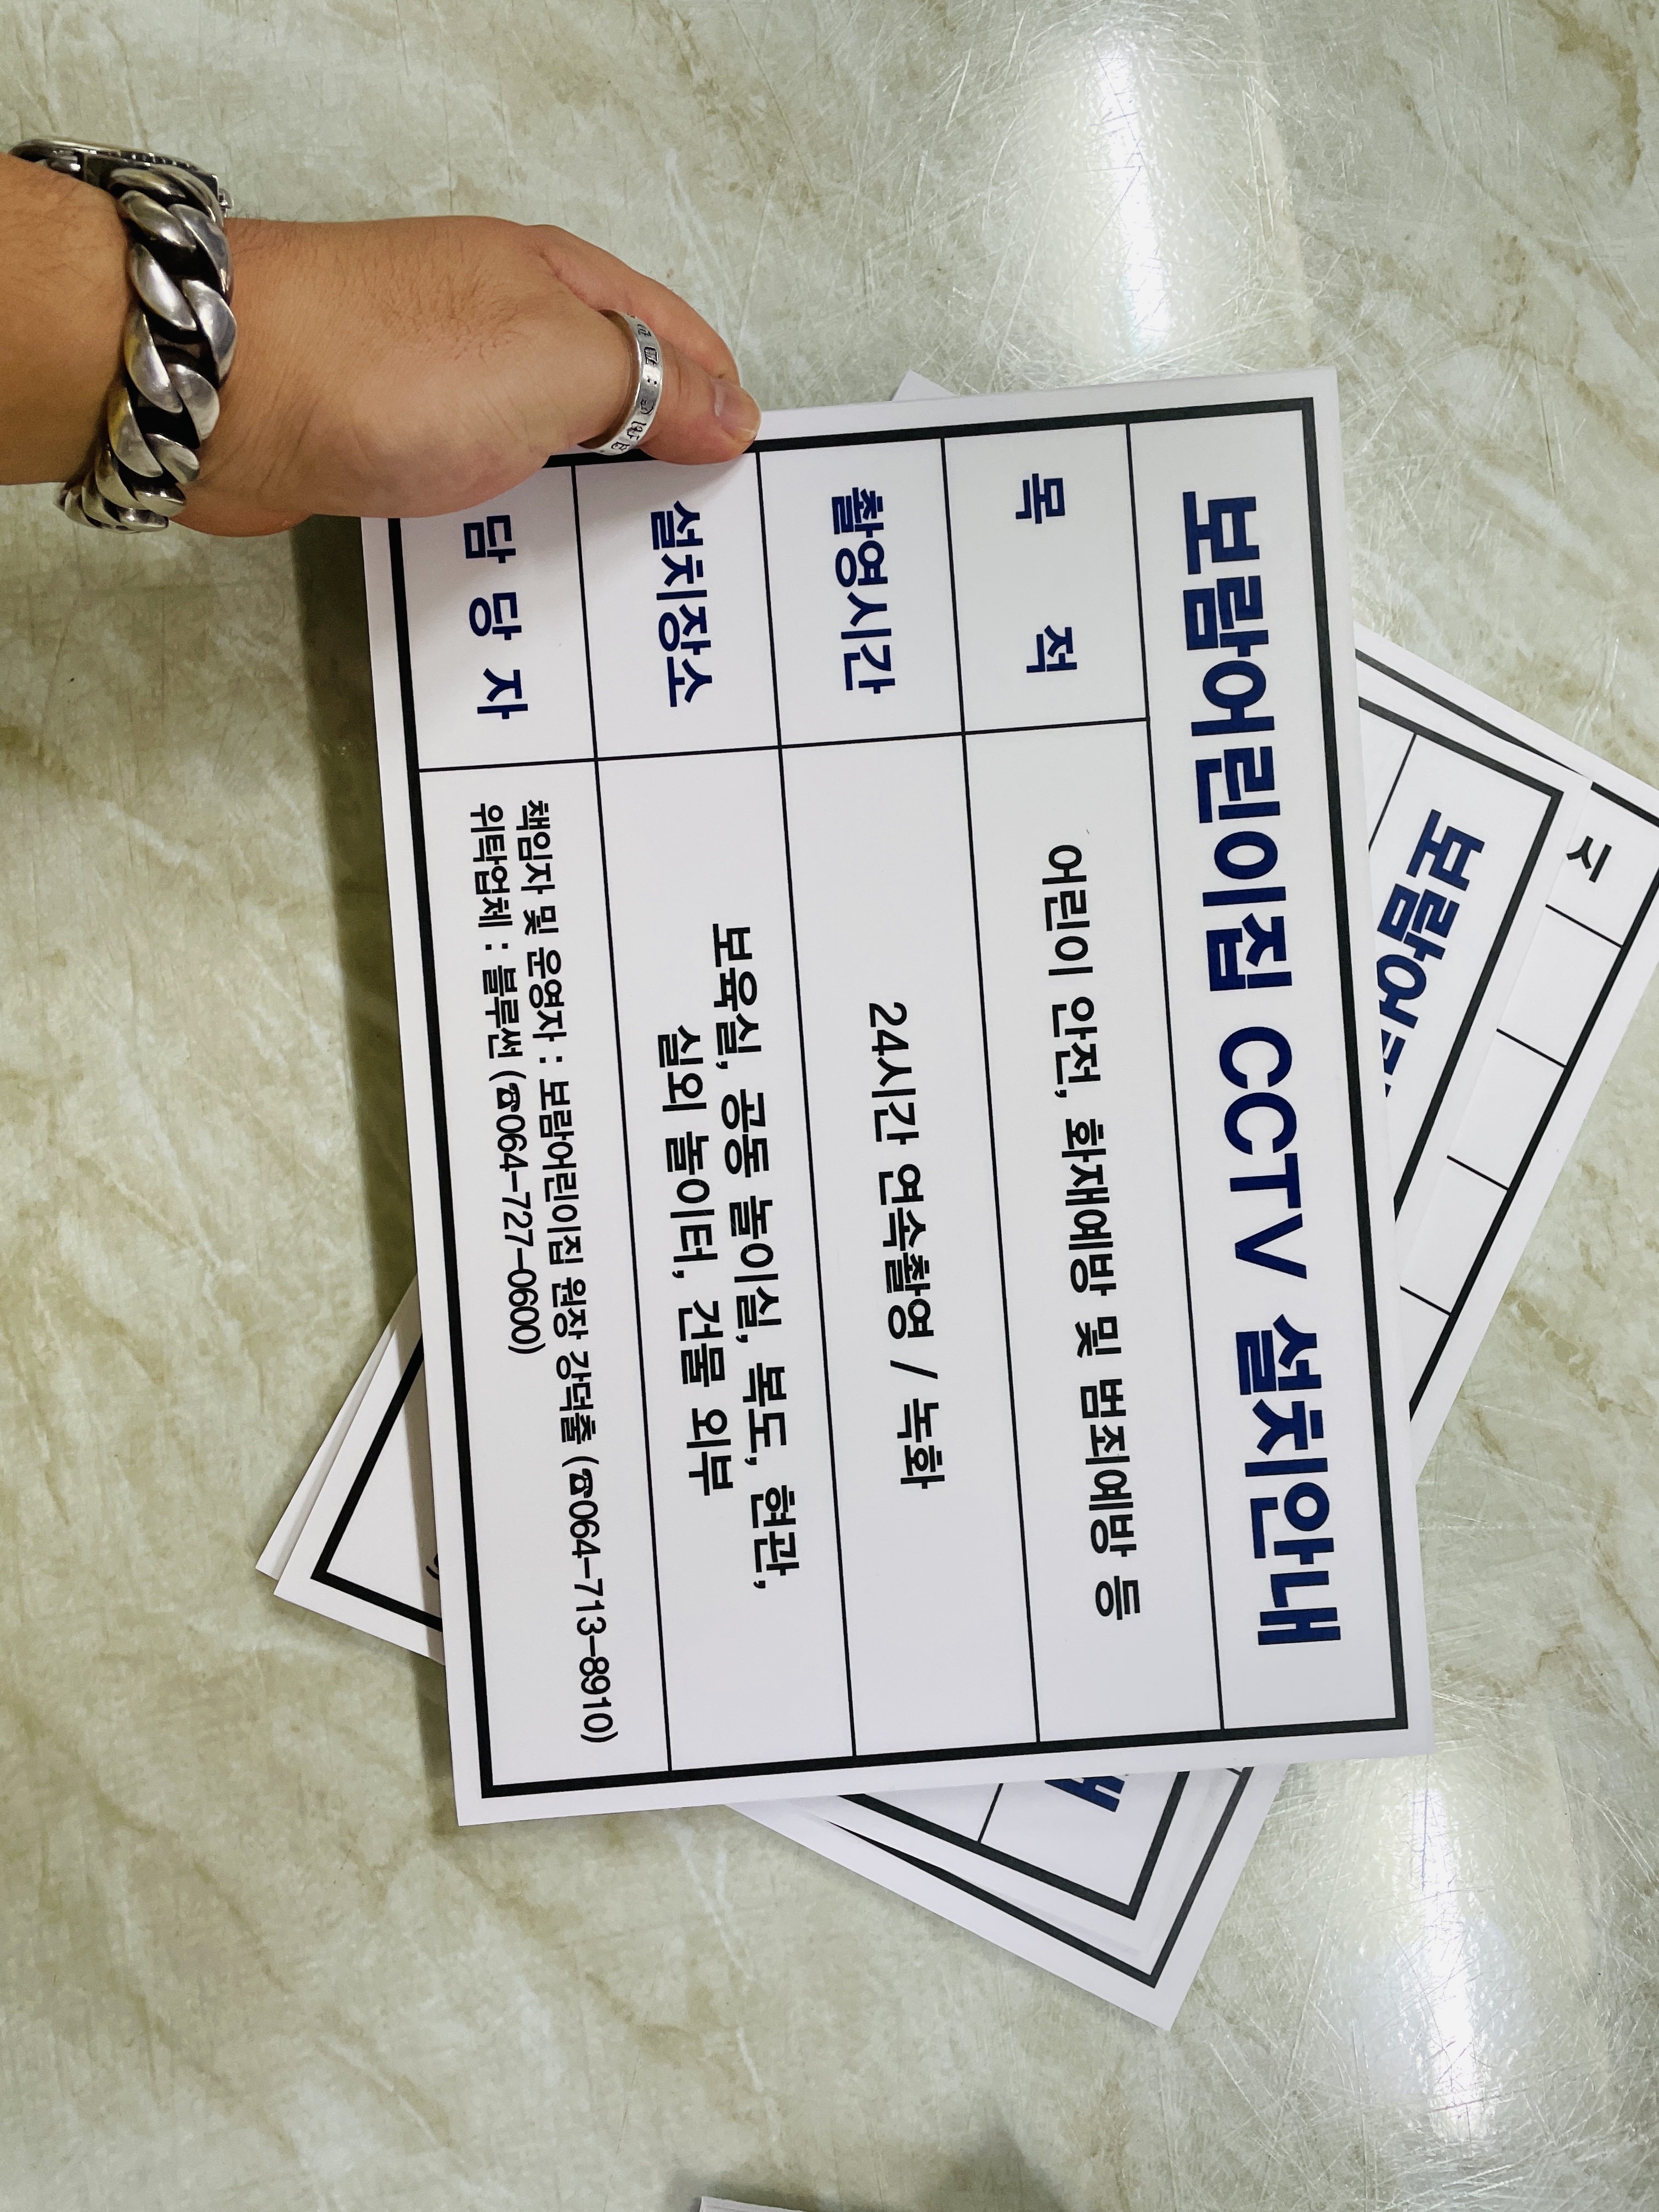 보람어린이집 CCTV 설치안내
목 적
어린이 안전, 화재예방 및 범죄예방 등
촬영시간
24시간 연속촬영 / 녹화
설치장소
보육실, 공동 놀이실, 복도, 현관,
실외 놀이터, 건물 외부
담 당 자
책임자 및 운영자 : 보람어린이집 원장 강덕출 (☎064-713-8910)
위탁업체 : 블루썬 (☎064-727-0600)
보람어린
시